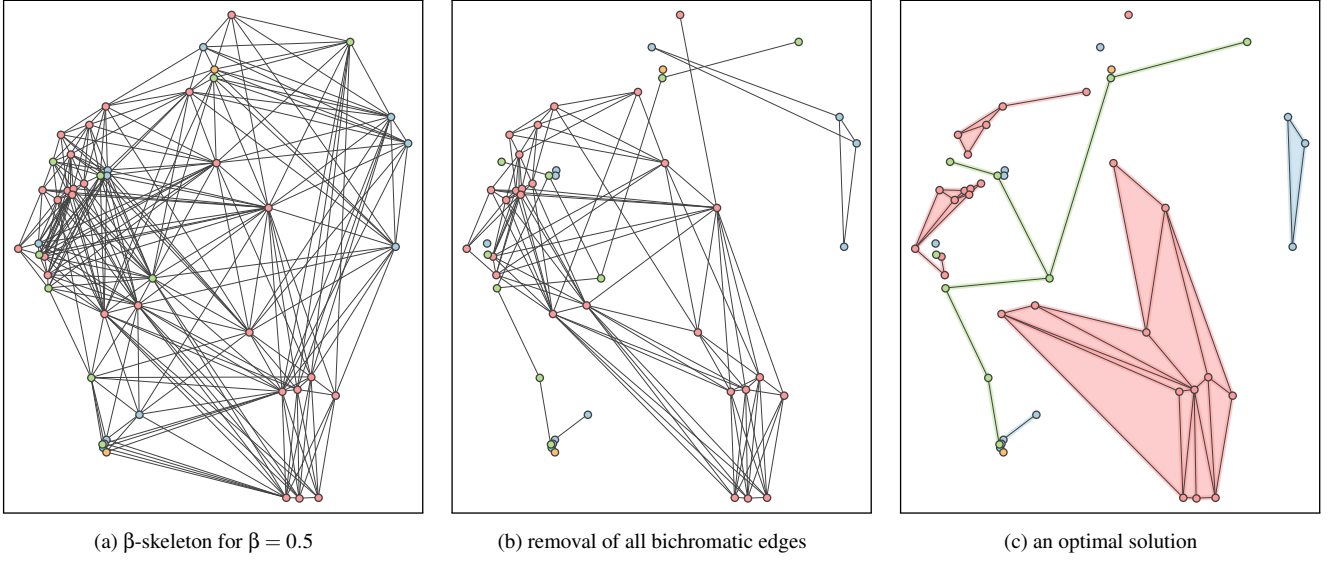 (a) β-skeleton for β = 0.5
(b) removal of all bichromatic edges
(c) an optimal solution